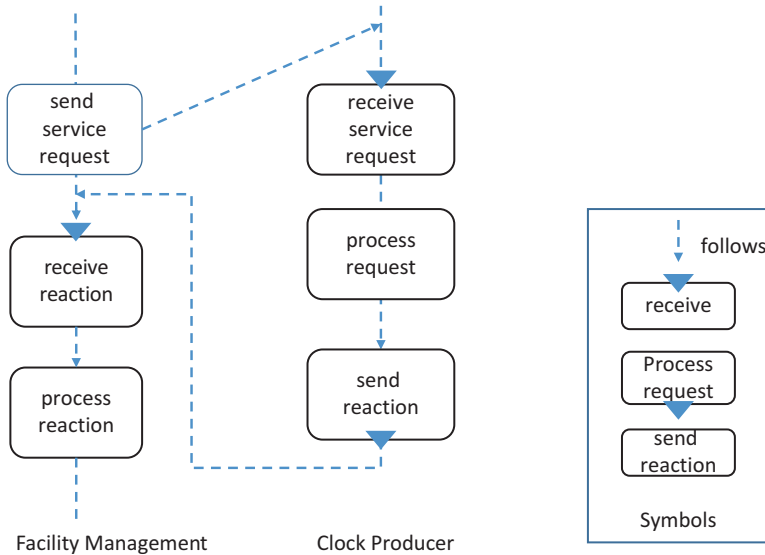 send
service
request
receive
reaction
process
reaction
Facility Management
receive
service
request
process
request
send
reaction
Clock Producer
follows
receive
Process
request
send
reaction
Symbols